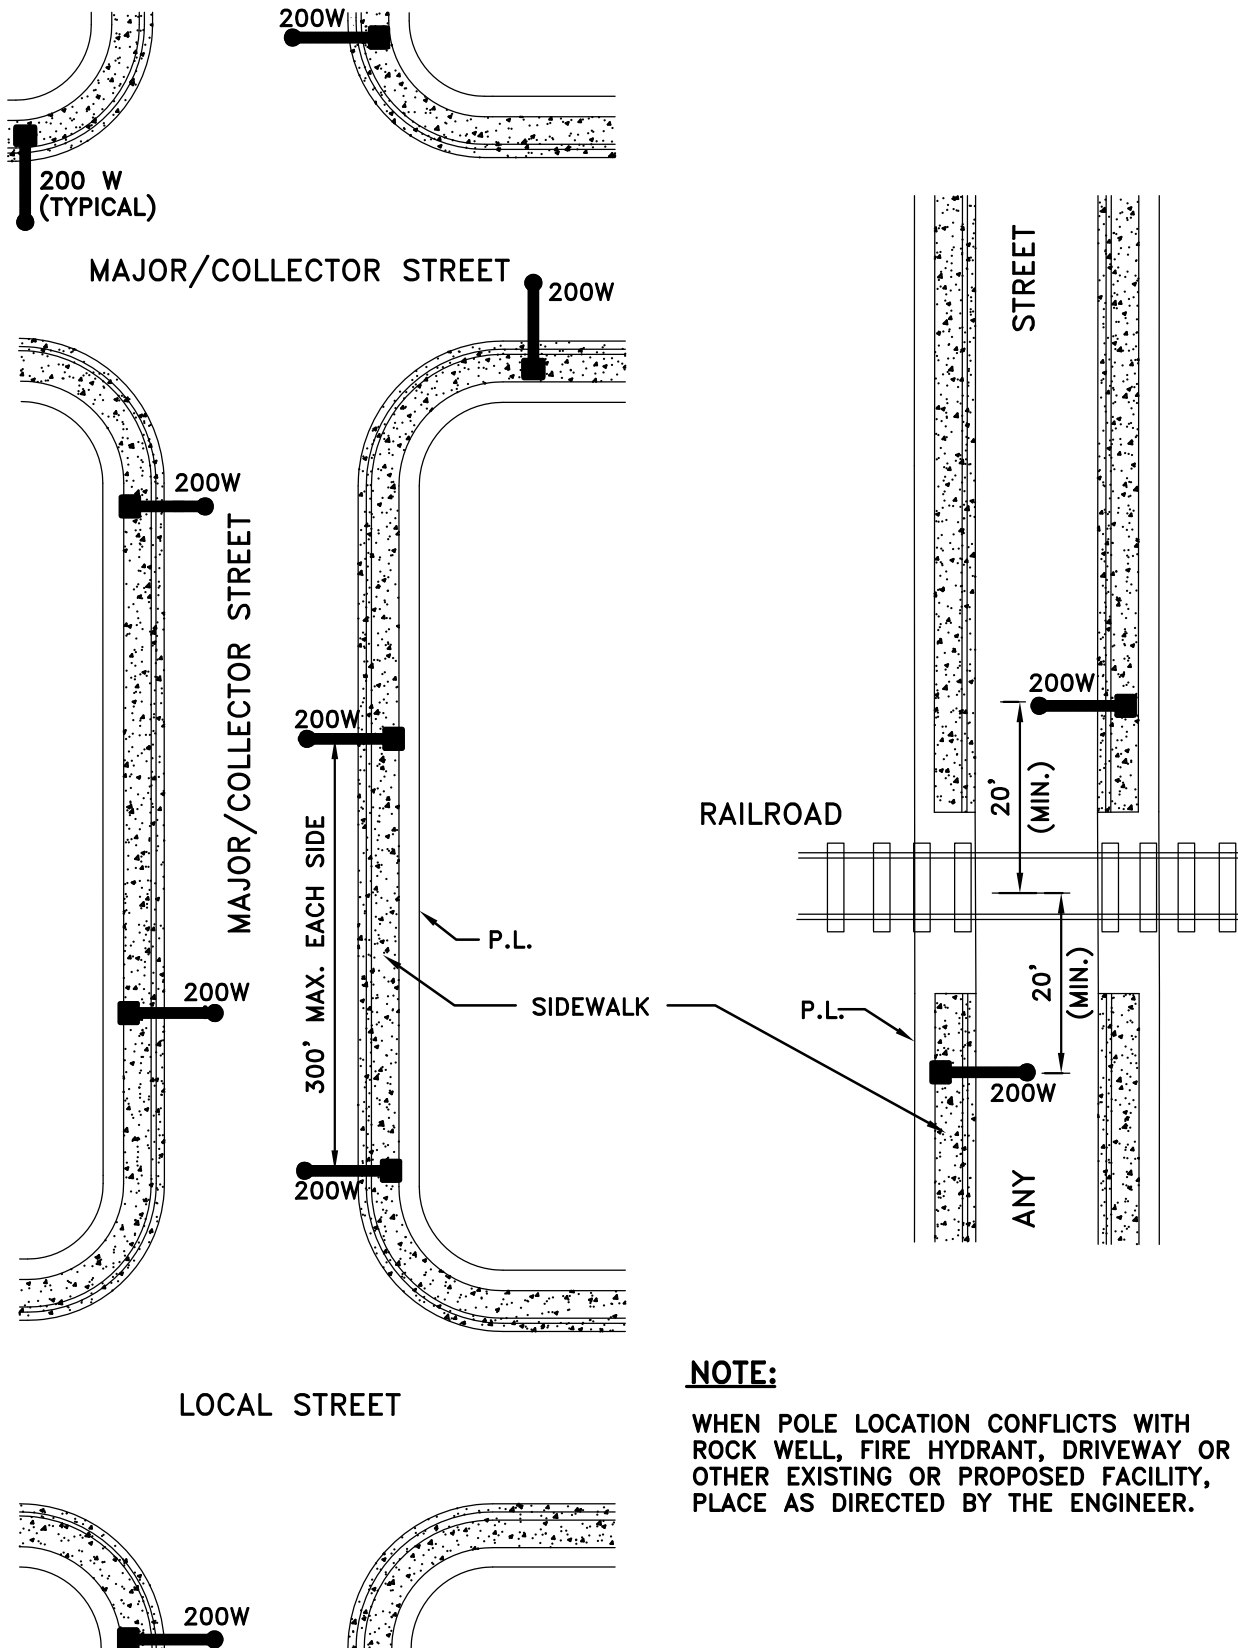 200W
200 W
(TYPICAL)
MAJOR/COLLECTOR STREET
200W
200W
MAJOR/COLLECTOR STREET
200W
300' MAX. EACH SIDE
P.L.
SIDEWALK
200W
200W
STREET
200W
20'
(MIN.)
RAILROAD
20'
(MIN.)
P.L.
200W
ANY
LOCAL STREET
NOTE:
WHEN POLE LOCATION CONFLICTS WITH
ROCK WELL, FIRE HYDRANT, DRIVEWAY OR
OTHER EXISTING OR PROPOSED FACILITY,
PLACE AS DIRECTED BY THE ENGINEER.
200W